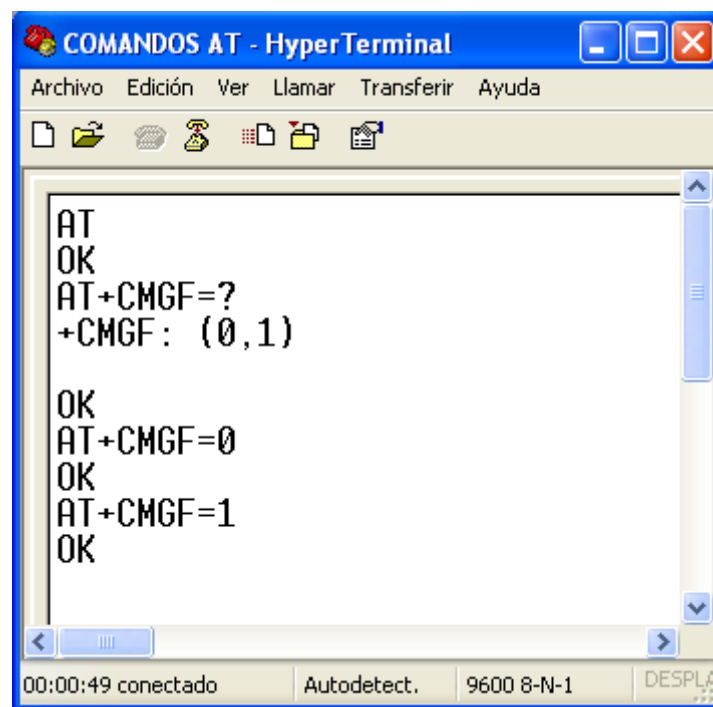 COMANDOS AT - HyperTerminal
Archivo Edición Ver Llamar Transferir Ayuda
AT
OK
AT+CMGF=?
+CMGF: (0,1)
OK
AT+CMGF=0
OK
AT+CMGF=1
OK
00:00:49 conectado Autodetect. 9600 8-N-1 DESPLA